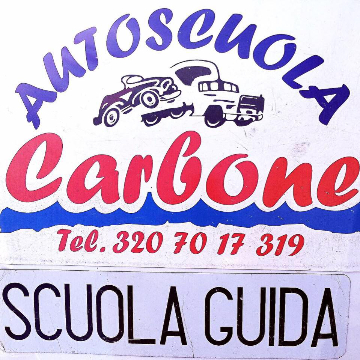 AUTOSCUOLA
Carbone
Tel. 320 70 17 319
SCUOLA GUIDA